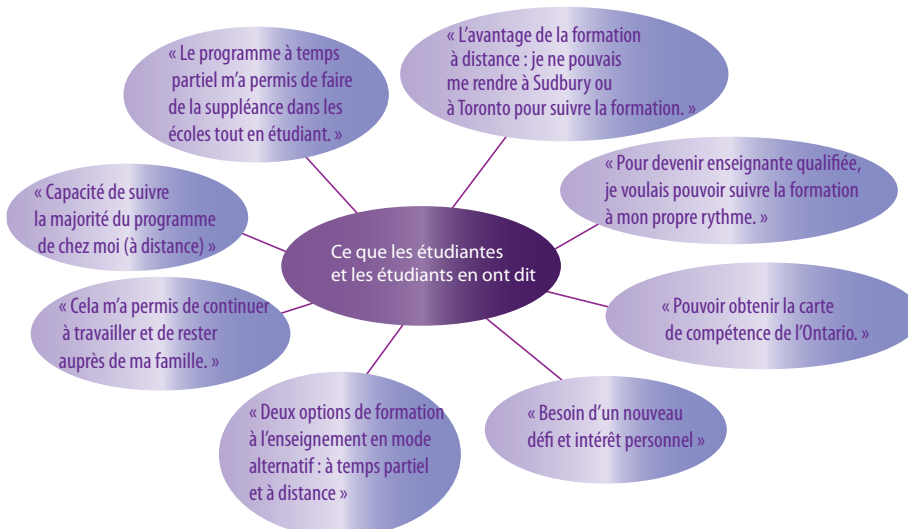 « Le programme à temps
partiel m’a permis de faire
de la suppléance dans les
écoles tout en étudiant. »
« L’avantage de la formation
à distance : je ne pouvais
me rendre à Sudbury ou
à Toronto pour suivre la formation. »
« Pour devenir enseignante qualifiée,
je voulais pouvoir suivre la formation
à mon propre rythme. »
« Capacité de suivre
la majorité du programme
de chez moi (à distance) »
Ce que les étudiantes
et les étudiants en ont dit
« Cela m’a permis de continuer
à travailler et de rester
auprès de ma famille. »
« Pouvoir obtenir la carte
de compétence de l’Ontario. »
« Deux options de formation
à l’enseignement en mode
alternatif : à temps partiel
et à distance »
« Besoin d’un nouveau
défi et intérêt personnel »